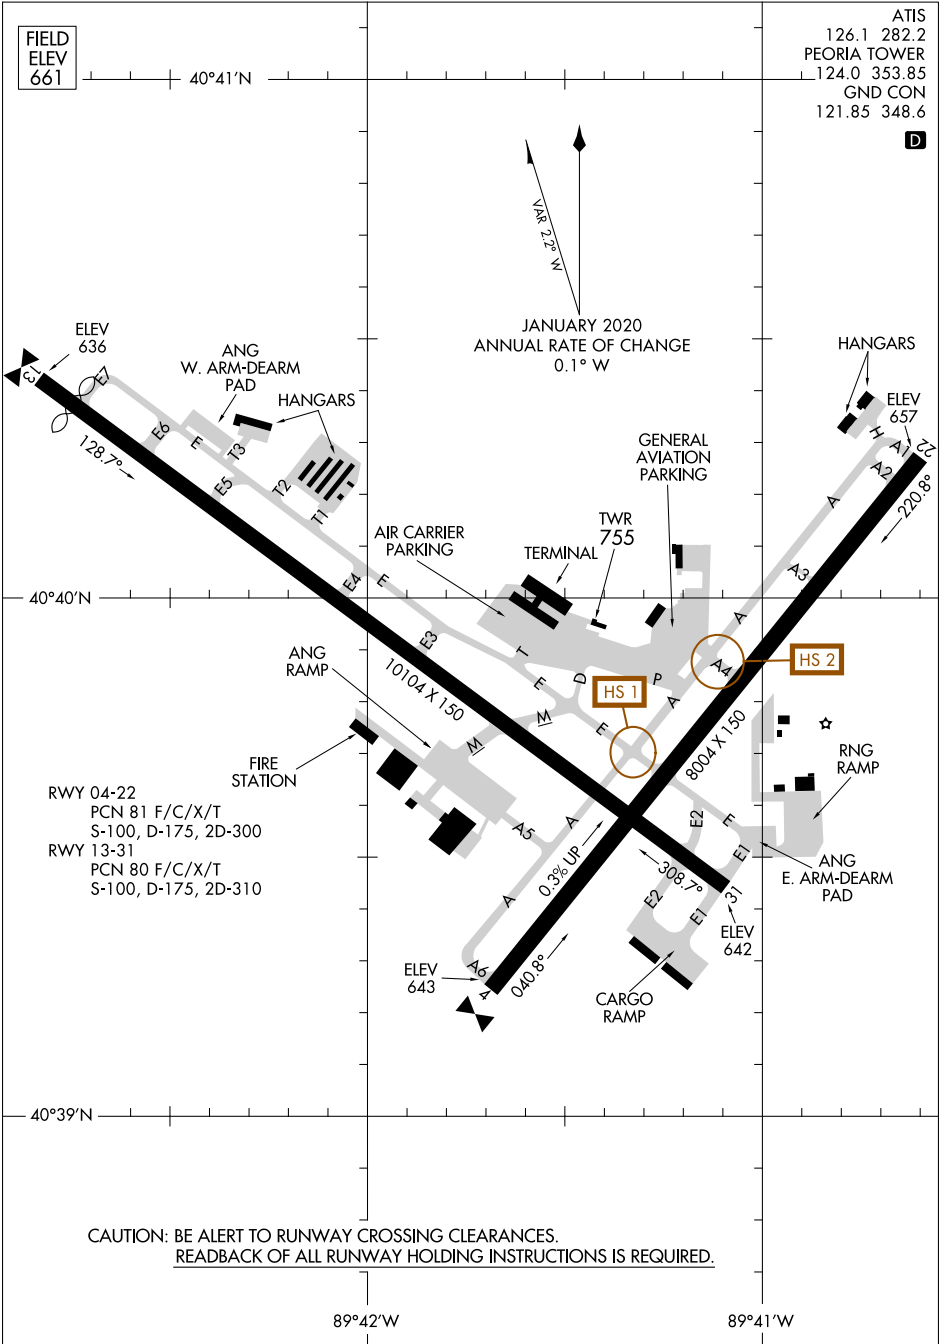 FIELD
ELEV
661
ATIS
126.1 282.2
PEORIA TOWER
124.0 353.85
GND CON
121.85 348.6
D
40°41'N
VAR 2.2° W
JANUARY 2020
ANNUAL RATE OF CHANGE
0.1° W
ELEV
636
ANG
W. ARM-DEARM
PAD
HANGARS
HANGARS
ELEV
657
13
E7
E6
E
T3
E5
T2
T1
128.7°
GENERAL
AVIATION
PARKING
H
A1
A2
22
220.8°
A
AIR CARRIER
PARKING
TERMINAL
TWR
755
A3
40°40'N
E4
E
A
E3
ANG
RAMP
10104 X 150
T
E
D
P
A4
HS 2
HS 1
A
M
M
E
8004 X 150
FIRE
STATION
RNG
RAMP
RWY 04-22
PCN 81 F/C/X/T
S-100, D-175, 2D-300
RWY 13-31
PCN 80 F/C/X/T
S-100, D-175, 2D-310
A5
A
E2
E
E1
0.3% UP
308.7°
ANG
E. ARM-DEARM
PAD
A
E2
31
E1
ELEV
642
A6
4
040.8°
ELEV
643
CARGO
RAMP
40°39'N
CAUTION: BE ALERT TO RUNWAY CROSSING CLEARANCES.
READBACK OF ALL RUNWAY HOLDING INSTRUCTIONS IS REQUIRED.
89°42'W
89°41'W